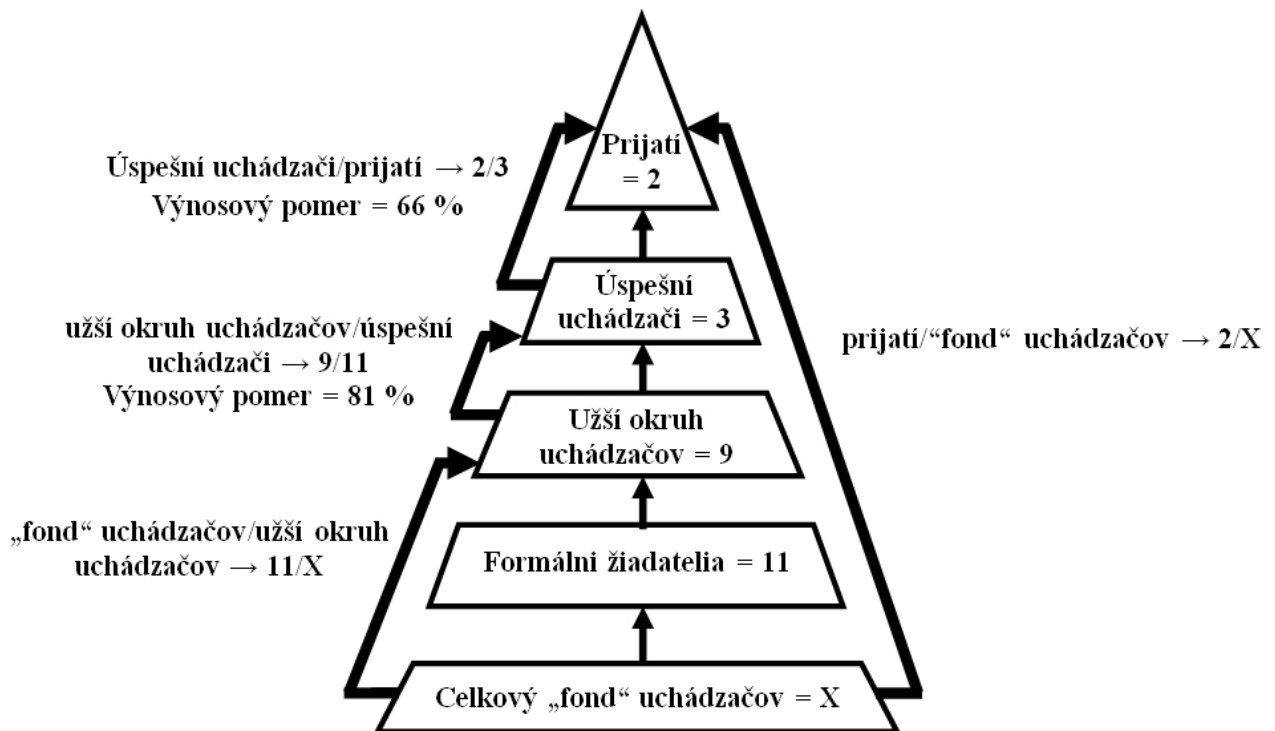 Prijatí
= 2
Úspešní uchádzači/prijatí → 2/3
Výnosový pomer = 66 %
Úspešní
uchádzači = 3
užší okruh uchádzačov/úspešní
uchádzači → 9/11
Výnosový pomer = 81 %
prijatí/“fond“ uchádzačov → 2/X
Užší okruh
uchádzačov = 9
„fond“ uchádzačov/užší okruh
uchádzačov → 11/X
Formálni žiadatelia = 11
Celkový „fond“ uchádzačov = X